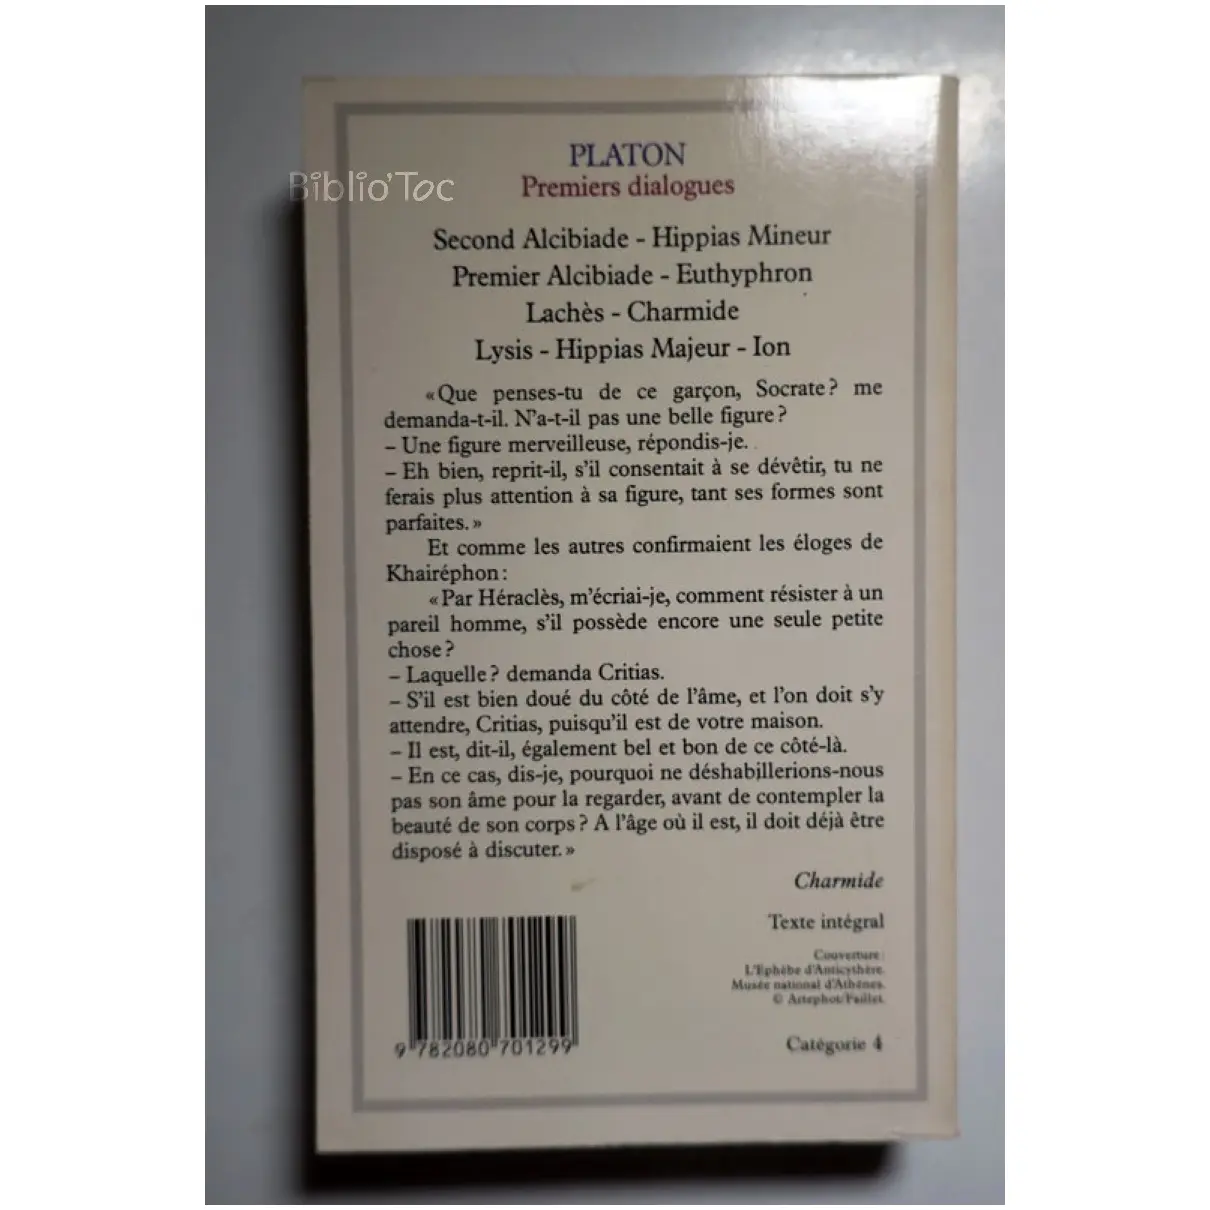 PLATON
Biblio'Toc
Premiers dialogues
Second Alcibiade - Hippias Mineur
Premier Alcibiade - Euthyphron
Lachès - Charmide
Lysis - Hippias Majeur - Ion
«Que penses-tu de ce garçon, Socrate? me
demanda-t-il. N'a-t-il pas une belle figure?
– Une figure merveilleuse, répondis-je.
– Eh bien, reprit-il, s'il consentait à se dévêtir, tu ne
ferais plus attention à sa figure, tant ses formes sont
parfaites.»
Et comme les autres confirmaient les éloges de
Khairéphon:
«Par Héraclès, m'écriai-je, comment résister à un
pareil homme, s'il possède encore une seule petite
chose?
– Laquelle? demanda Critias.
– S'il est bien doué du côté de l'âme, et l'on doit s'y
attendre, Critias, puisqu'il est de votre maison.
– Il est, dit-il, également bel et bon de ce côté-là.
– En ce cas, dis-je, pourquoi ne déshabillerions-nous
pas son âme pour la regarder, avant de contempler la
beauté de son corps? A l'âge où il est, il doit déjà être
disposé à discuter.»
Charmide
Texte intégral
Couverture:
L'Ephèbe d'Anticythère.
Musée national d'Athènes.
© Artephot/Faillet.
9 782080 701299
Catégorie 4